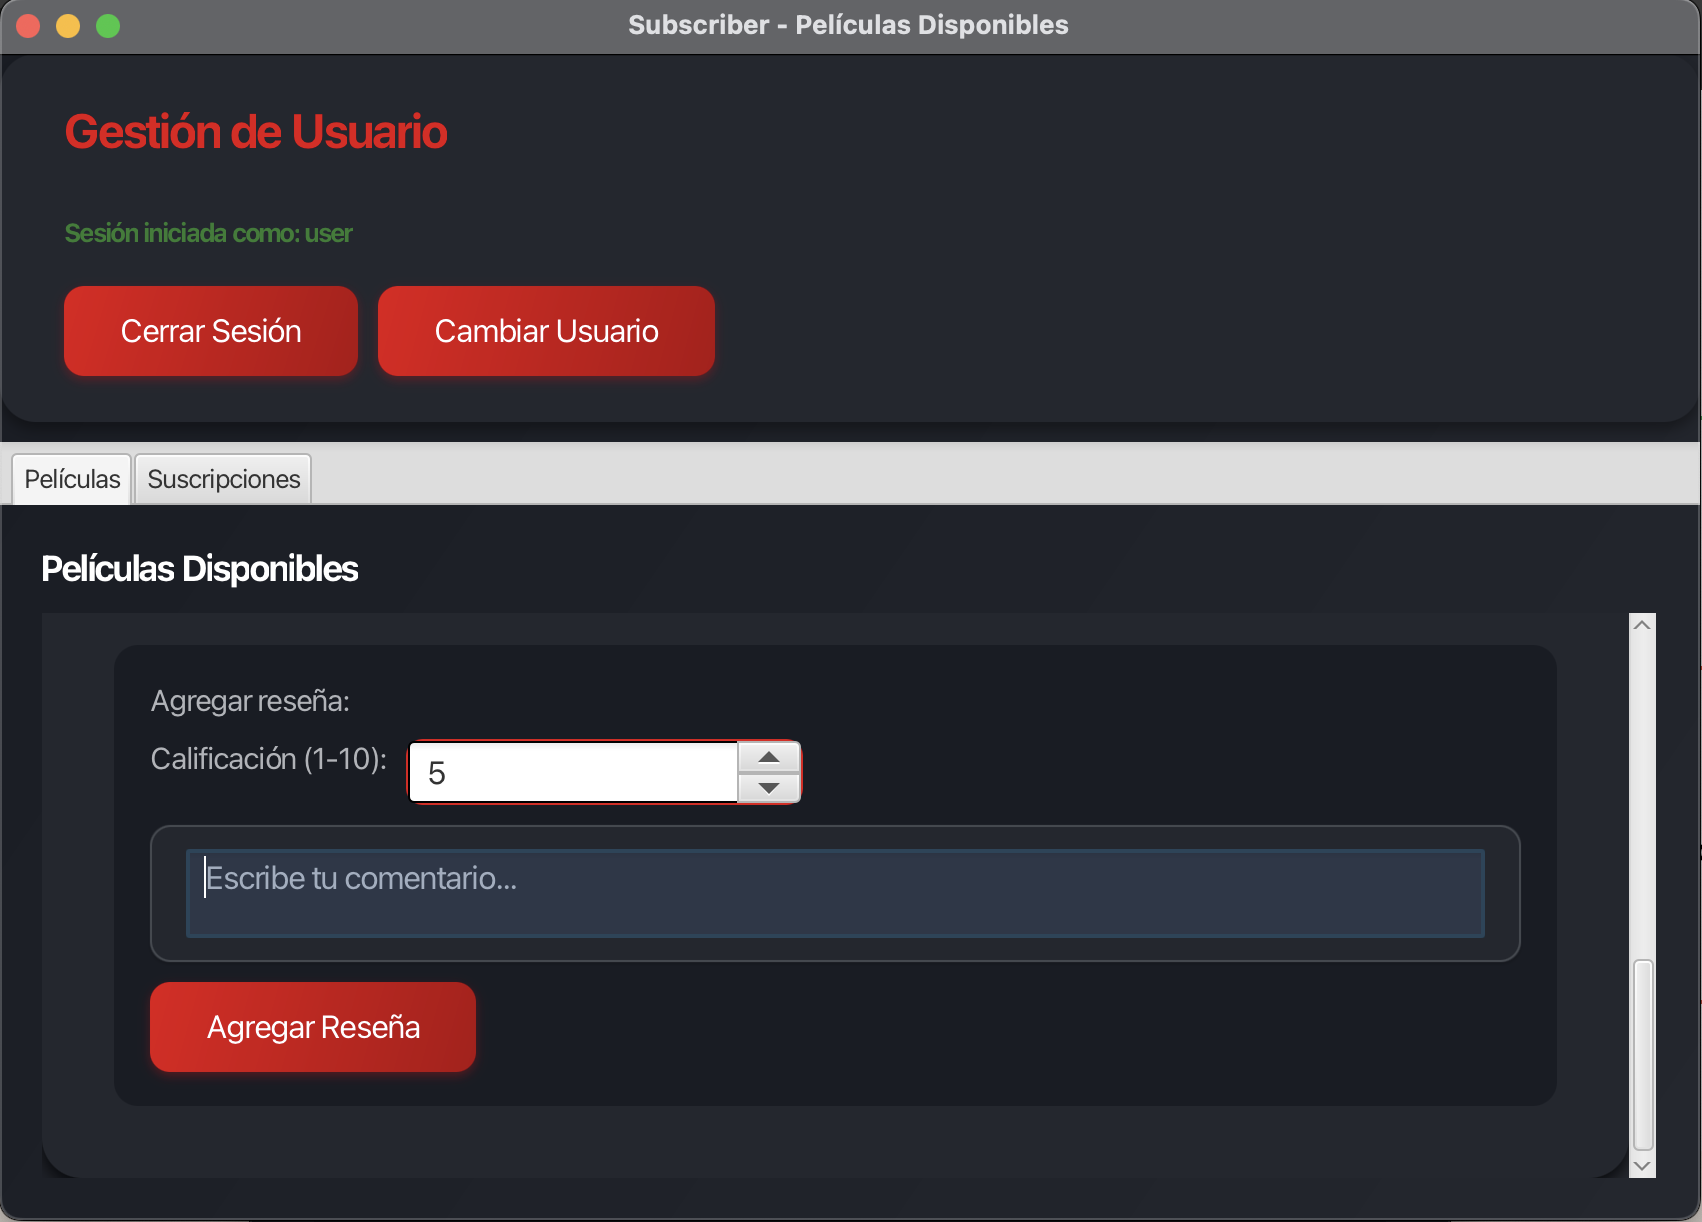 Subscriber - Películas Disponibles
Gestión de Usuario
Sesión iniciada como: user
Cerrar Sesión Cambiar Usuario
Películas Suscripciones
Películas Disponibles
Agregar reseña:
Calificación (1-10): 5
Escribe tu comentario...
Agregar Reseña